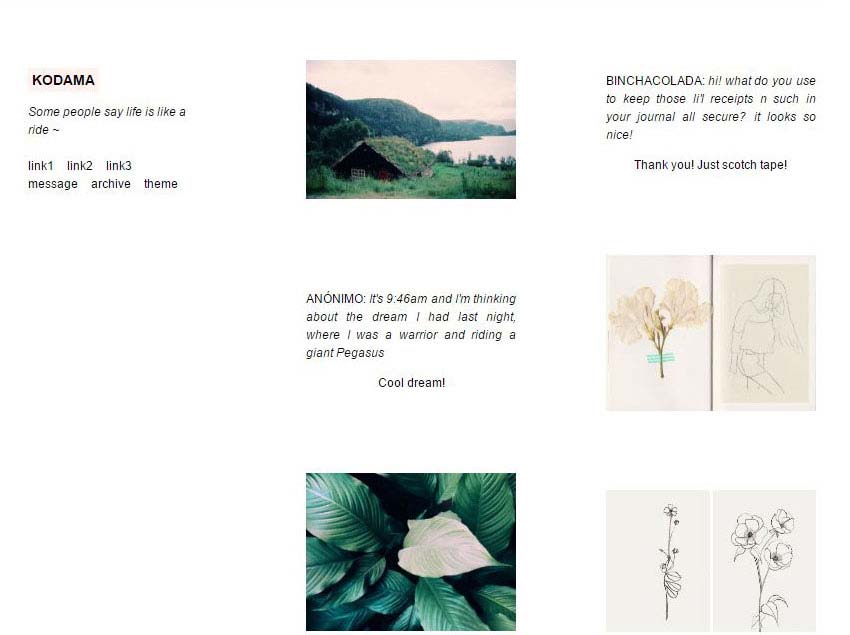 KODAMA
Some people say life is like a
ride ~
link1 link2 link3
message archive theme
ANÓNIMO: It's 9:46am and I'm thinking
about the dream I had last night,
where I was a warrior and riding a
giant Pegasus
Cool dream!
BINCHACOLADA: hi! what do you use
to keep those li'l receipts n such in
your journal all secure? it looks so
nice!
Thank you! Just scotch tape!